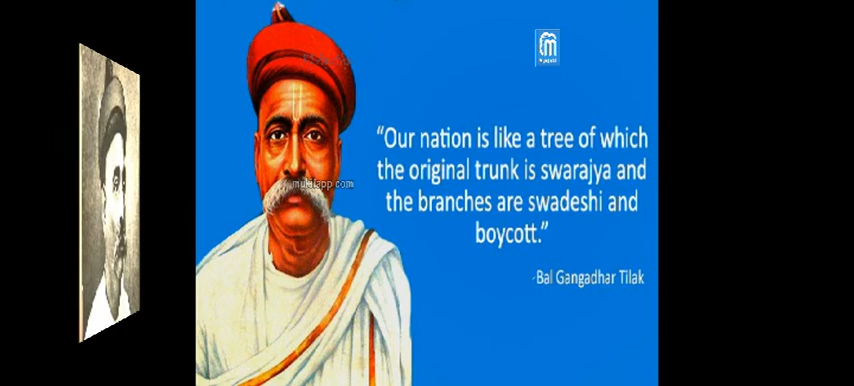 “Our nation is like a tree of which
the original trunk is swarajya and
the branches are swadeshi and
boycott.”
-Bal Gangadhar Tilak
mukilapp.com